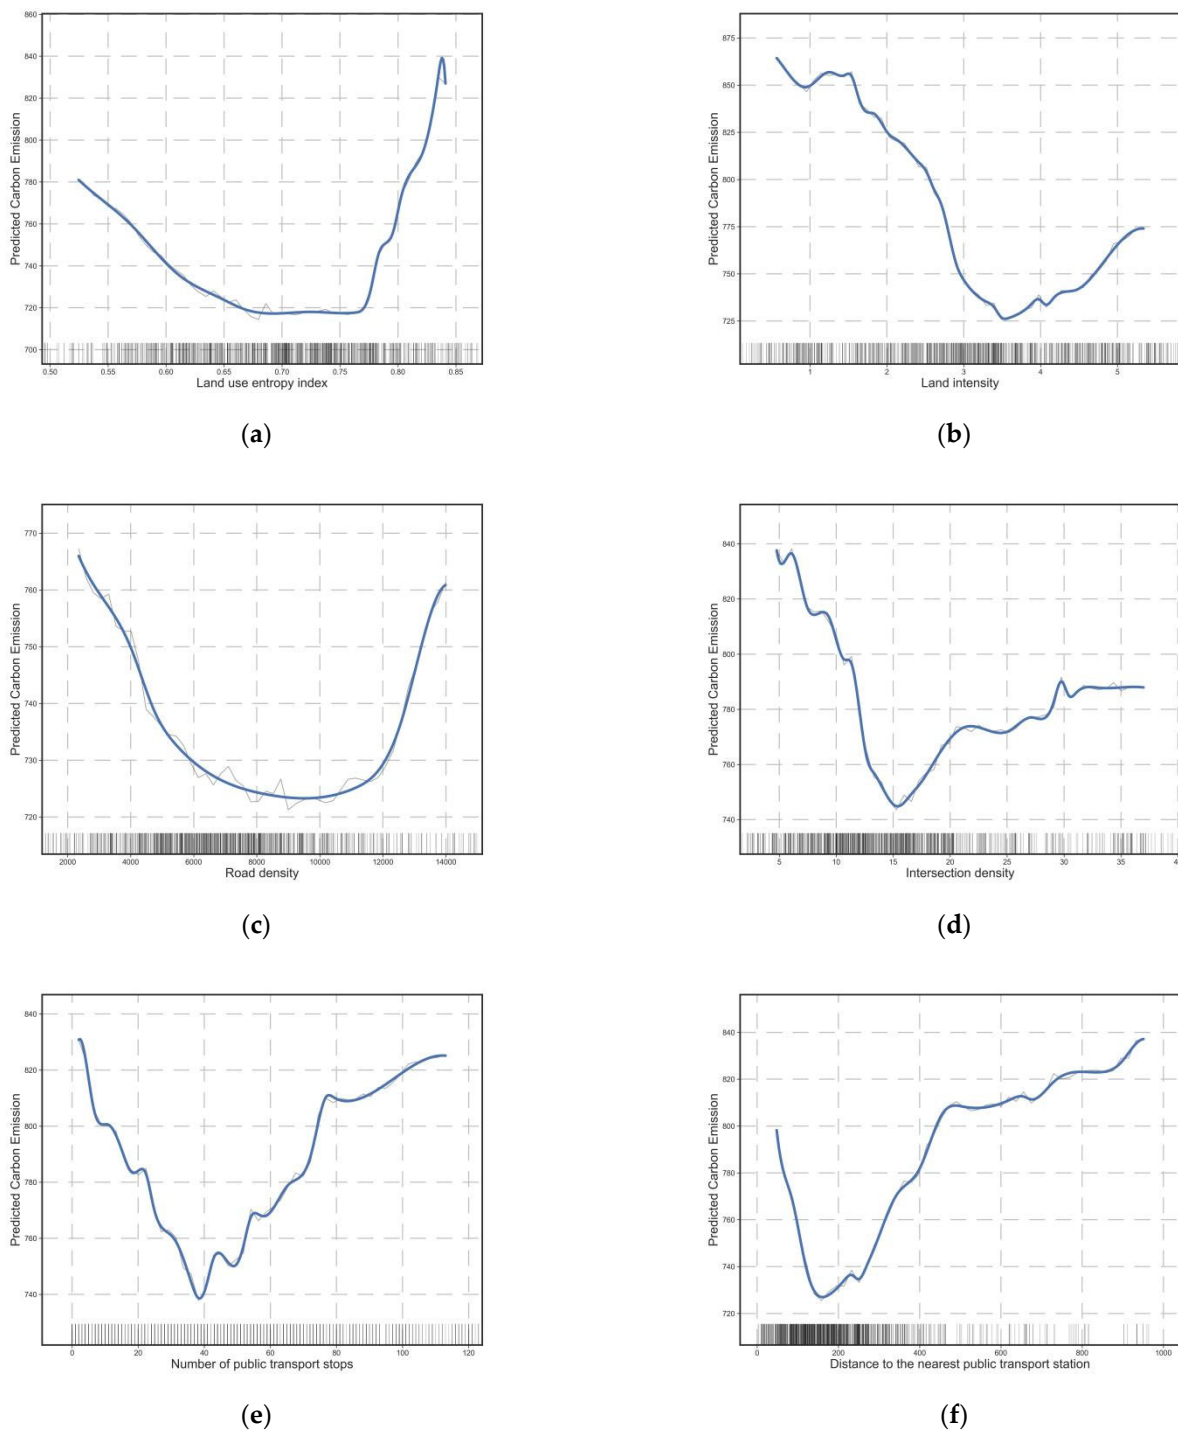 860
840
820
800
780
760
740
720
700
Predicted Carbon Emission
0.50 0.55 0.60 0.65 0.70 0.75 0.80 0.85
Land use entropy index
(a)
875
850
825
800
775
750
725
Predicted Carbon Emission
1 2 3 4 5
Land intensity
(b)
770
760
750
740
730
720
Predicted Carbon Emission
2000 4000 6000 8000 10000 12000 14000
Road density
(c)
840
820
800
780
760
740
Predicted Carbon Emission
5 10 15 20 25 30 35
Intersection density
(d)
840
820
800
780
760
740
Predicted Carbon Emission
0 20 40 60 80 100 120
Number of public transport stops
(e)
840
820
800
780
760
740
720
Predicted Carbon Emission
0 200 400 600 800 1000
Distance to the nearest public transport station
(f)